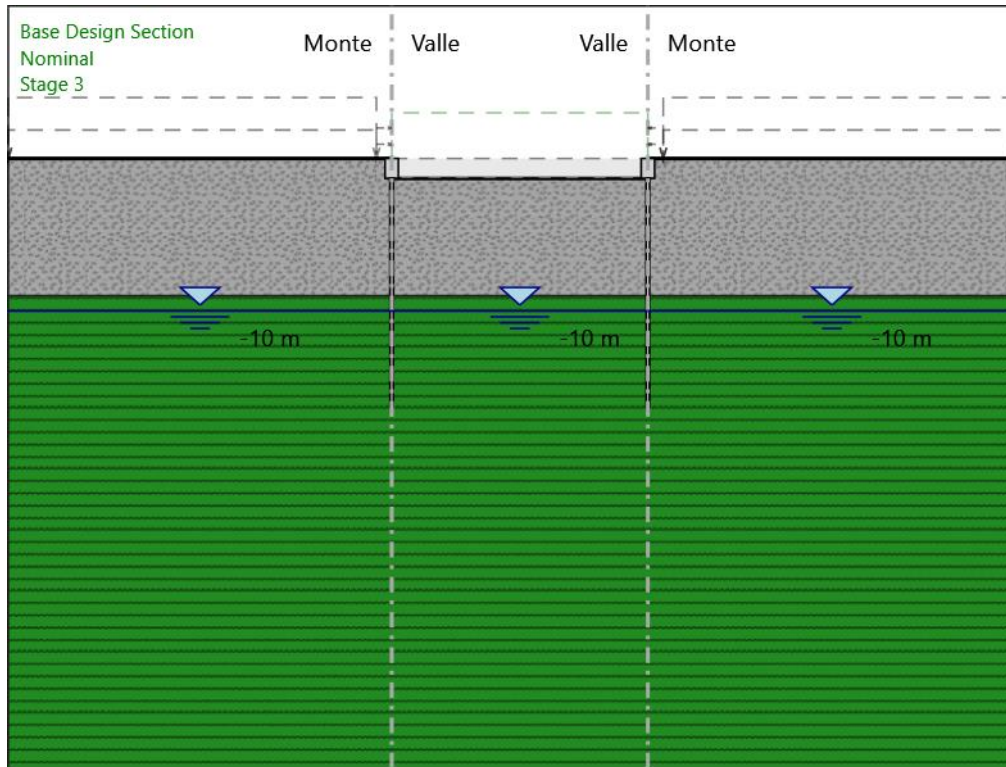 Base Design Section
Nominal
Stage 3
Monte Valle Valle Monte
-10 m -10 m -10 m